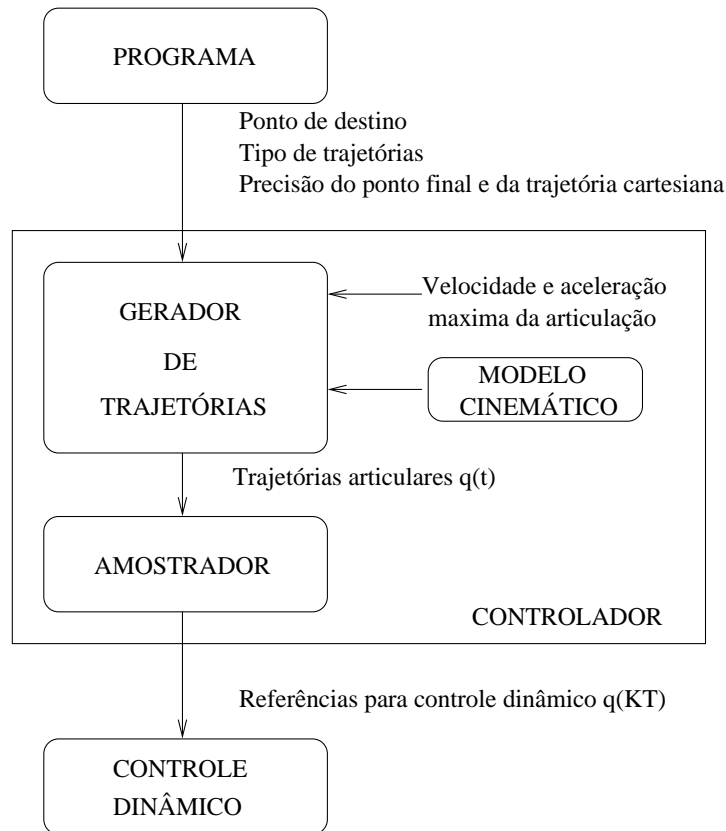 PROGRAMA
Ponto de destino
Tipo de trajetórias
Precisão do ponto final e da trajetória cartesiana
GERADOR
DE
TRAJETÓRIAS
Velocidade e aceleração
maxima da articulação
MODELO
CINEMÁTICO
Trajetórias articulares q(t)
AMOSTRADOR
CONTROLADOR
Referências para controle dinâmico q(KT)
CONTROLE
DINÂMICO